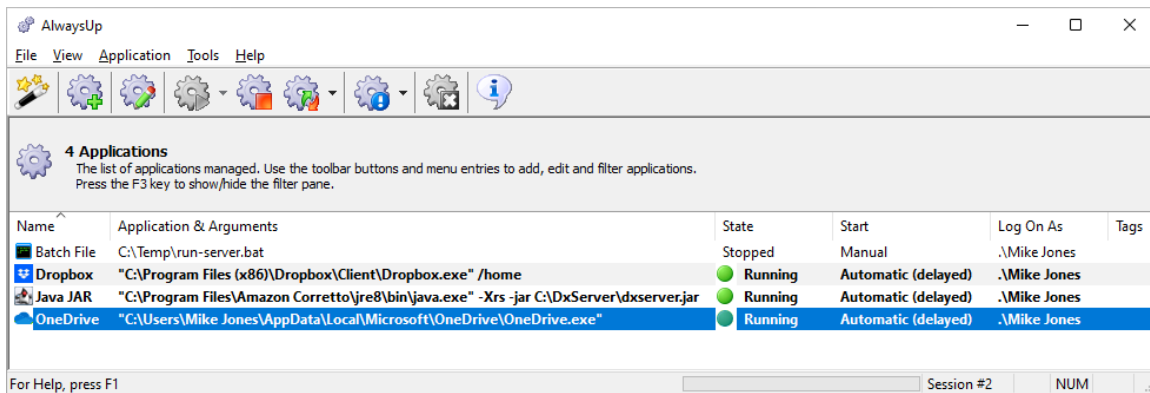 AlwaysUp
File View Application Tools Help
4 Applications
The list of applications managed. Use the toolbar buttons and menu entries to add, edit and filter applications.
Press the F3 key to show/hide the filter pane.
Name Application & Arguments State Start Log On As Tags
Batch File C:\Temp\run-server.bat Stopped Manual .\Mike Jones
Dropbox "C:\Program Files (x86)\Dropbox\Client\Dropbox.exe" /home Running Automatic (delayed) .\Mike Jones
Java JAR "C:\Program Files\Amazon Corretto\jre8\bin\java.exe" -Xrs -jar C:\DxServer\dxserver.jar Running Automatic (delayed) .\Mike Jones
OneDrive "C:\Users\Mike Jones\AppData\Local\Microsoft\OneDrive\OneDrive.exe" Running Automatic (delayed) .\Mike Jones
For Help, press F1 Session #2 NUM